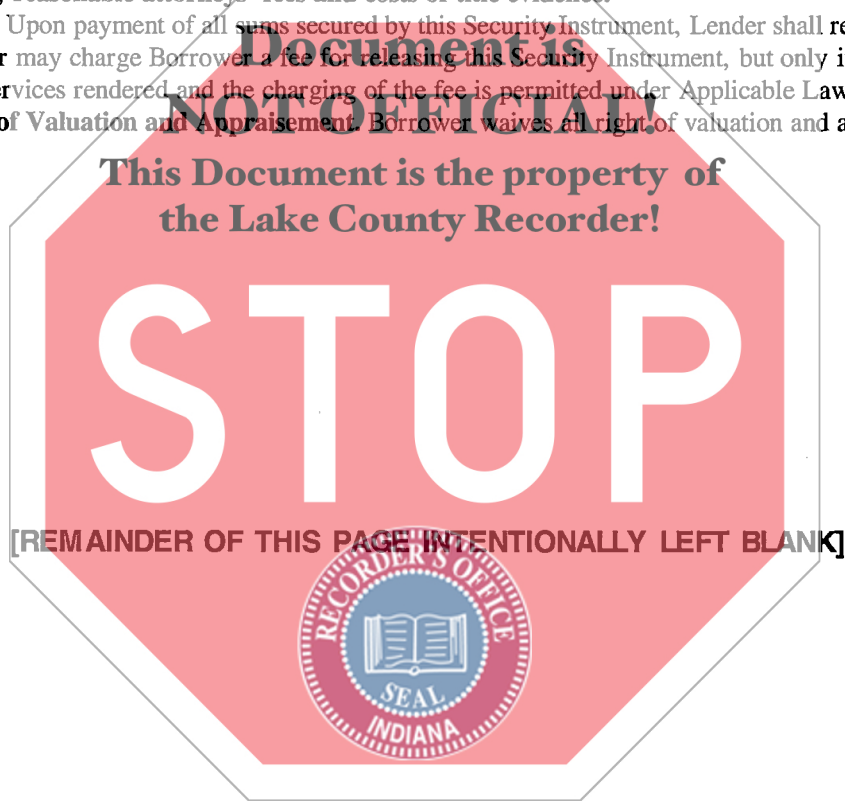 reasonable attorneys' fees and costs of title evidence.
Upon payment of all sums secured by this Security Instrument, Lender shall re
r may charge Borrower a fee for releasing this Security Instrument, but only i
rvices rendered and the charging of the fee is permitted under Applicable Law
of Valuation and Appraisement. Borrower waives all right of valuation and a
Document is
NOT OFFICIAL!
This Document is the property of
the Lake County Recorder!
STOP
[REMAINDER OF THIS PAGE INTENTIONALLY LEFT BLANK]
RECORDER'S OFFICE
SEAL
INDIANA